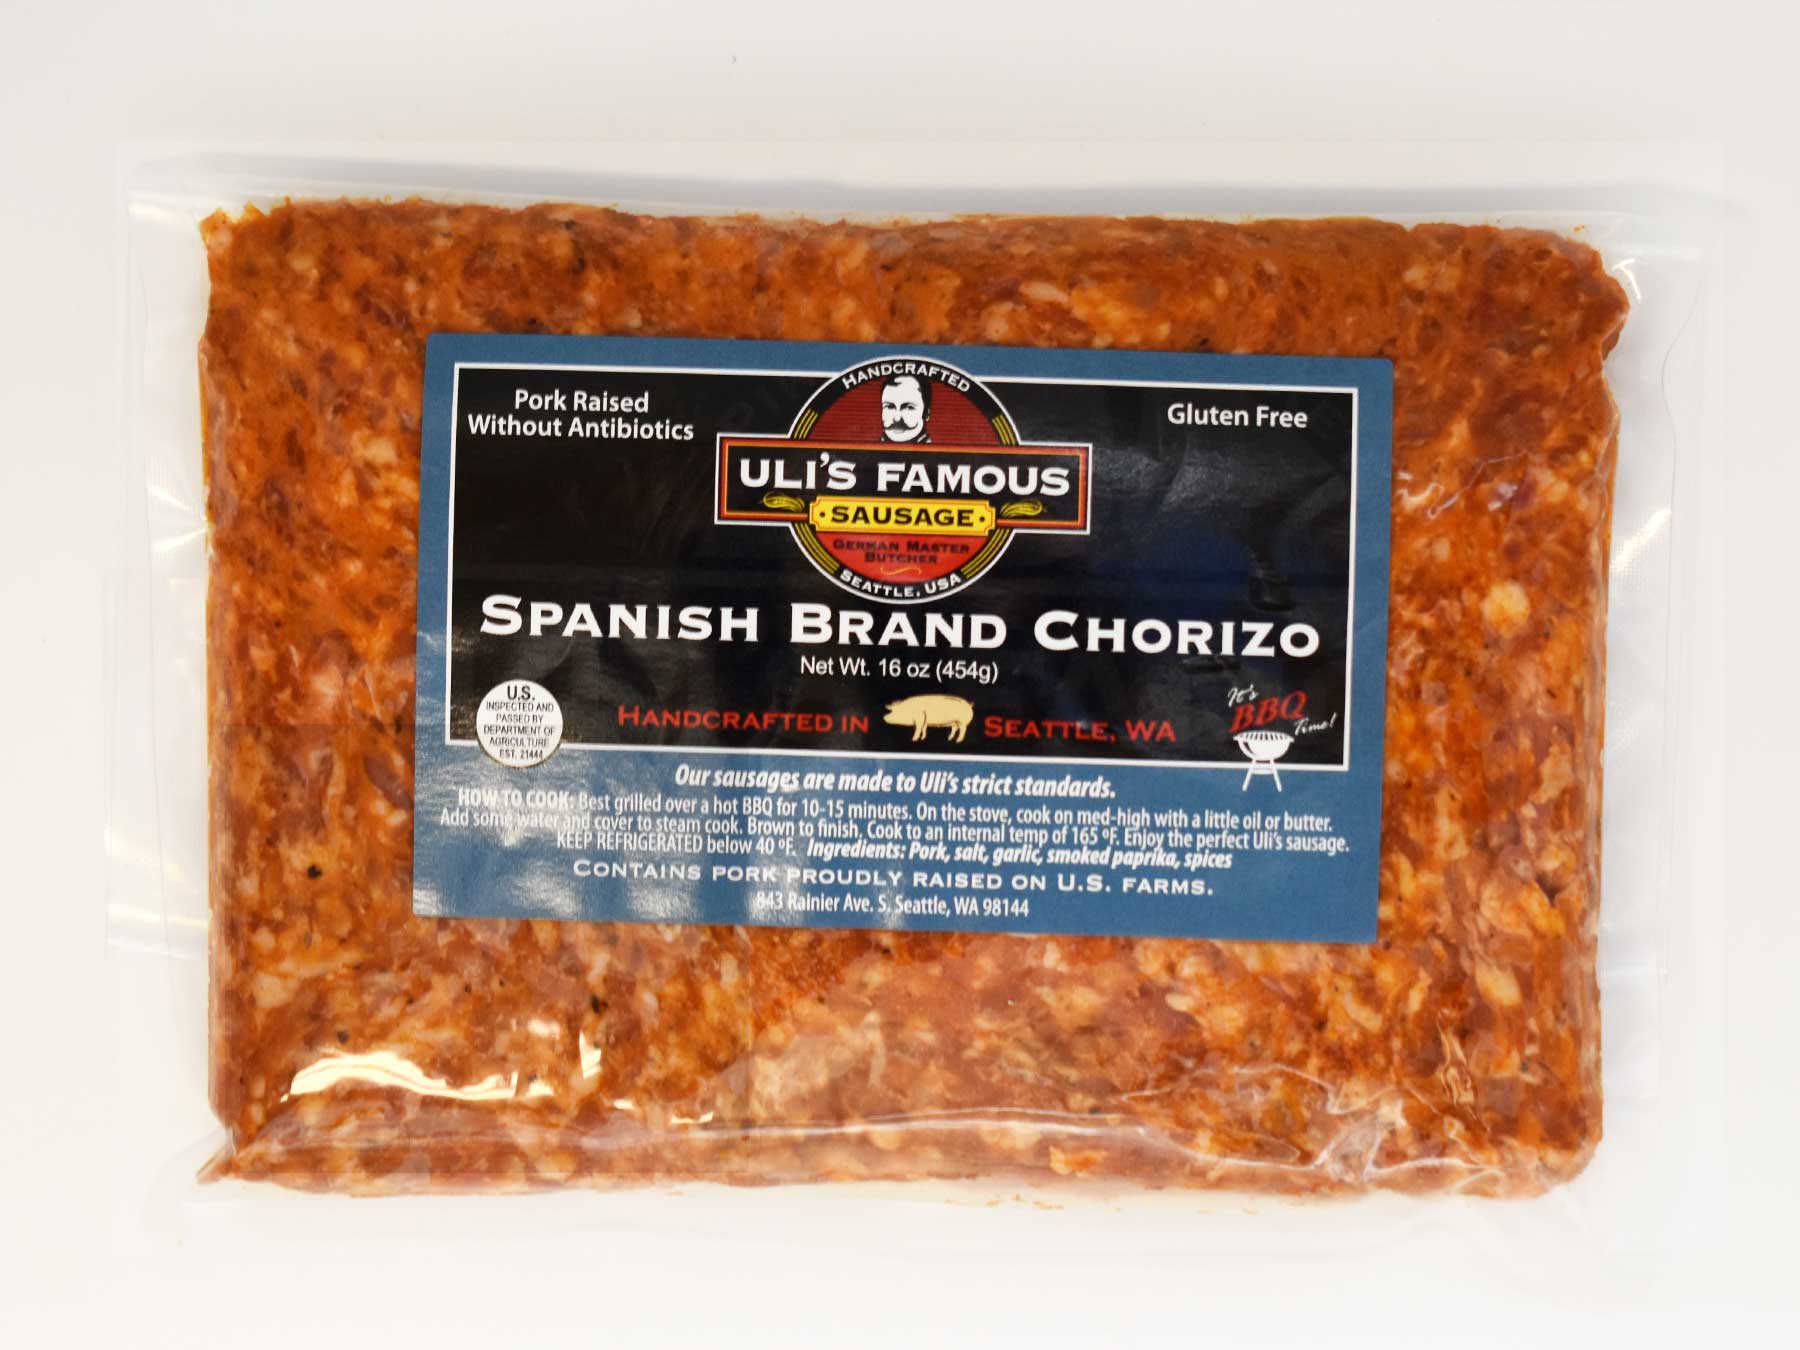 HANDCRAFTED
Pork Raised
Without Antibiotics
Gluten Free
ULI'S FAMOUS
SAUSAGE
GERMAN MASTER
BUTCHER
SEATTLE, USA
SPANISH BRAND CHORIZO
Net Wt. 16 oz (454g)
U.S.
INSPECTED AND
PASSED BY
DEPARTMENT OF
AGRICULTURE
EST. 21444
HANDCRAFTED IN SEATTLE, WA
It's
BBQ
Time!
Our sausages are made to Uli's strict standards.
HOW TO COOK: Best grilled over a hot BBQ for 10-15 minutes. On the stove, cook on med-high with a little oil or butter.
Add some water and cover to steam cook. Brown to finish. Cook to an internal temp of 165 ºF. Enjoy the perfect Uli's sausage.
KEEP REFRIGERATED below 40 ºF. Ingredients: Pork, salt, garlic, smoked paprika, spices
CONTAINS PORK PROUDLY RAISED ON U.S. FARMS.
843 Rainier Ave. S. Seattle, WA 98144